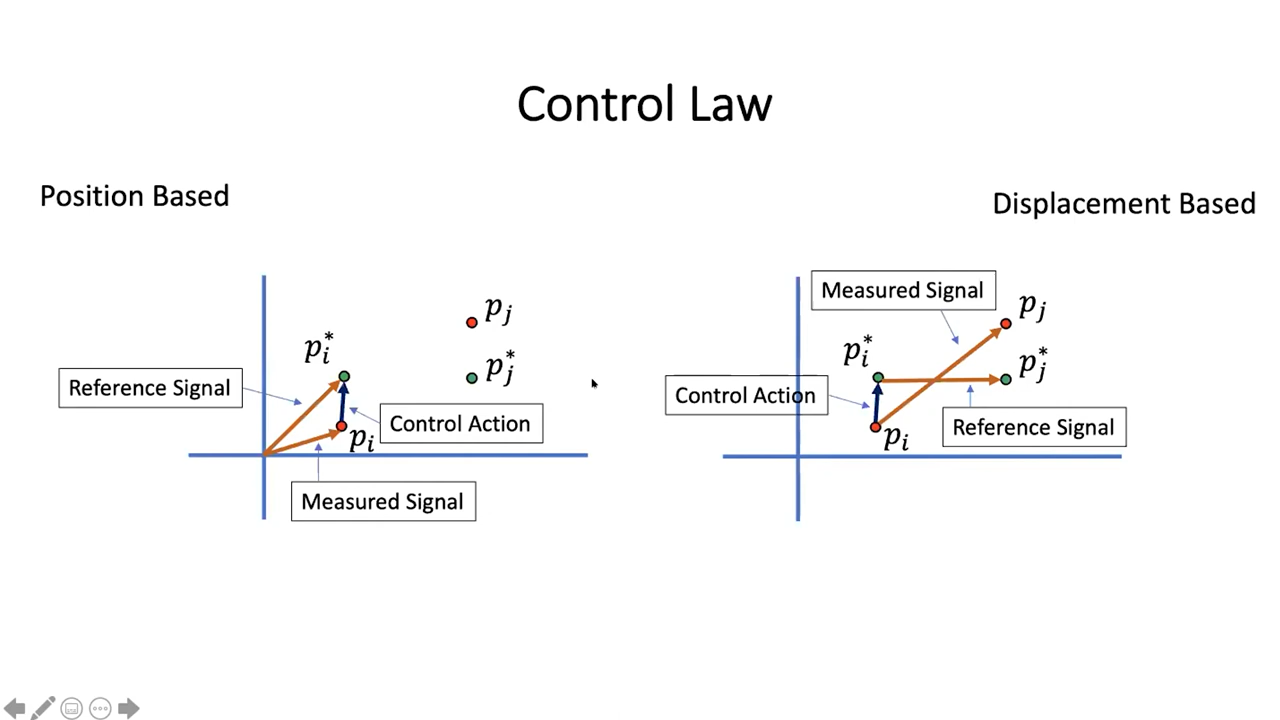 Control Law
Position Based
Displacement Based
p_j
p_i^*
p_j^*
Reference Signal
Control Action
p_i
Measured Signal
Measured Signal
p_j
p_i^*
p_j^*
Control Action
Reference Signal
p_i